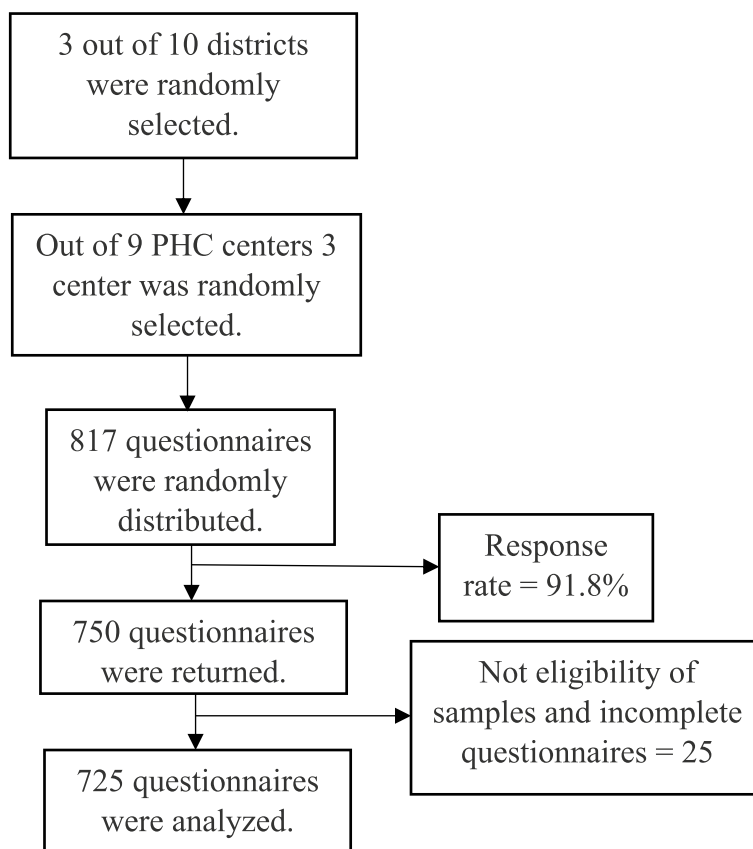 3 out of 10 districts
were randomly
selected.
Out of 9 PHC centers 3
center was randomly
selected.
817 questionnaires
were randomly
distributed.
Response
rate = 91.8%
750 questionnaires
were returned.
Not eligibility of
samples and incomplete
questionnaires = 25
725 questionnaires
were analyzed.